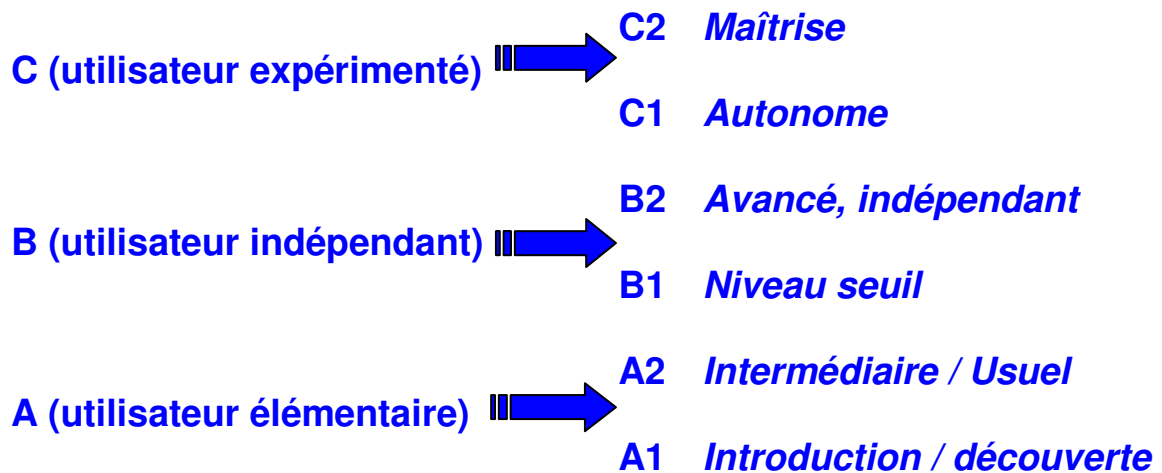 C2 Maîtrise
C (utilisateur expérimenté)
C1 Autonome
B2 Avancé, indépendant
B (utilisateur indépendant)
B1 Niveau seuil
A2 Intermédiaire / Usuel
A (utilisateur élémentaire)
A1 Introduction / découverte